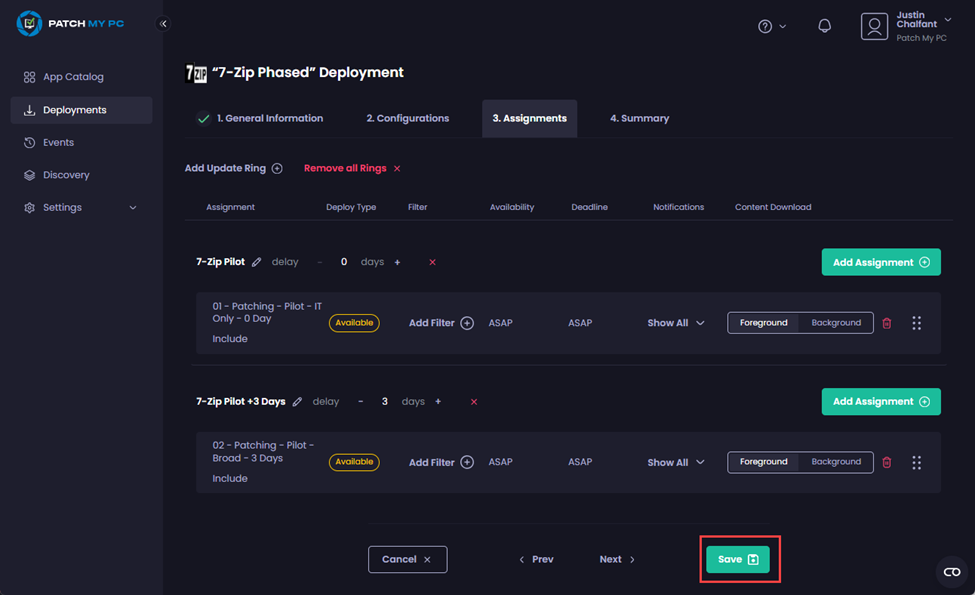 PATCH MY PC
Justin
Chalfant
Patch My PC
App Catalog
Deployments
Events
Discovery
Settings
7ZIP “7-Zip Phased” Deployment
1. General Information 2. Configurations 3. Assignments 4. Summary
Add Update Ring Remove all Rings ×
Assignment Deploy Type Filter Availability Deadline Notifications Content Download
7-Zip Pilot delay - 0 days + × Add Assignment
01 - Patching - Pilot - IT
Only - 0 Day
Include
Available Add Filter ASAP ASAP Show All Foreground Background
7-Zip Pilot +3 Days delay - 3 days + × Add Assignment
02 - Patching - Pilot -
Broad - 3 Days
Include
Available Add Filter ASAP ASAP Show All Foreground Background
Cancel × < Prev Next > Save